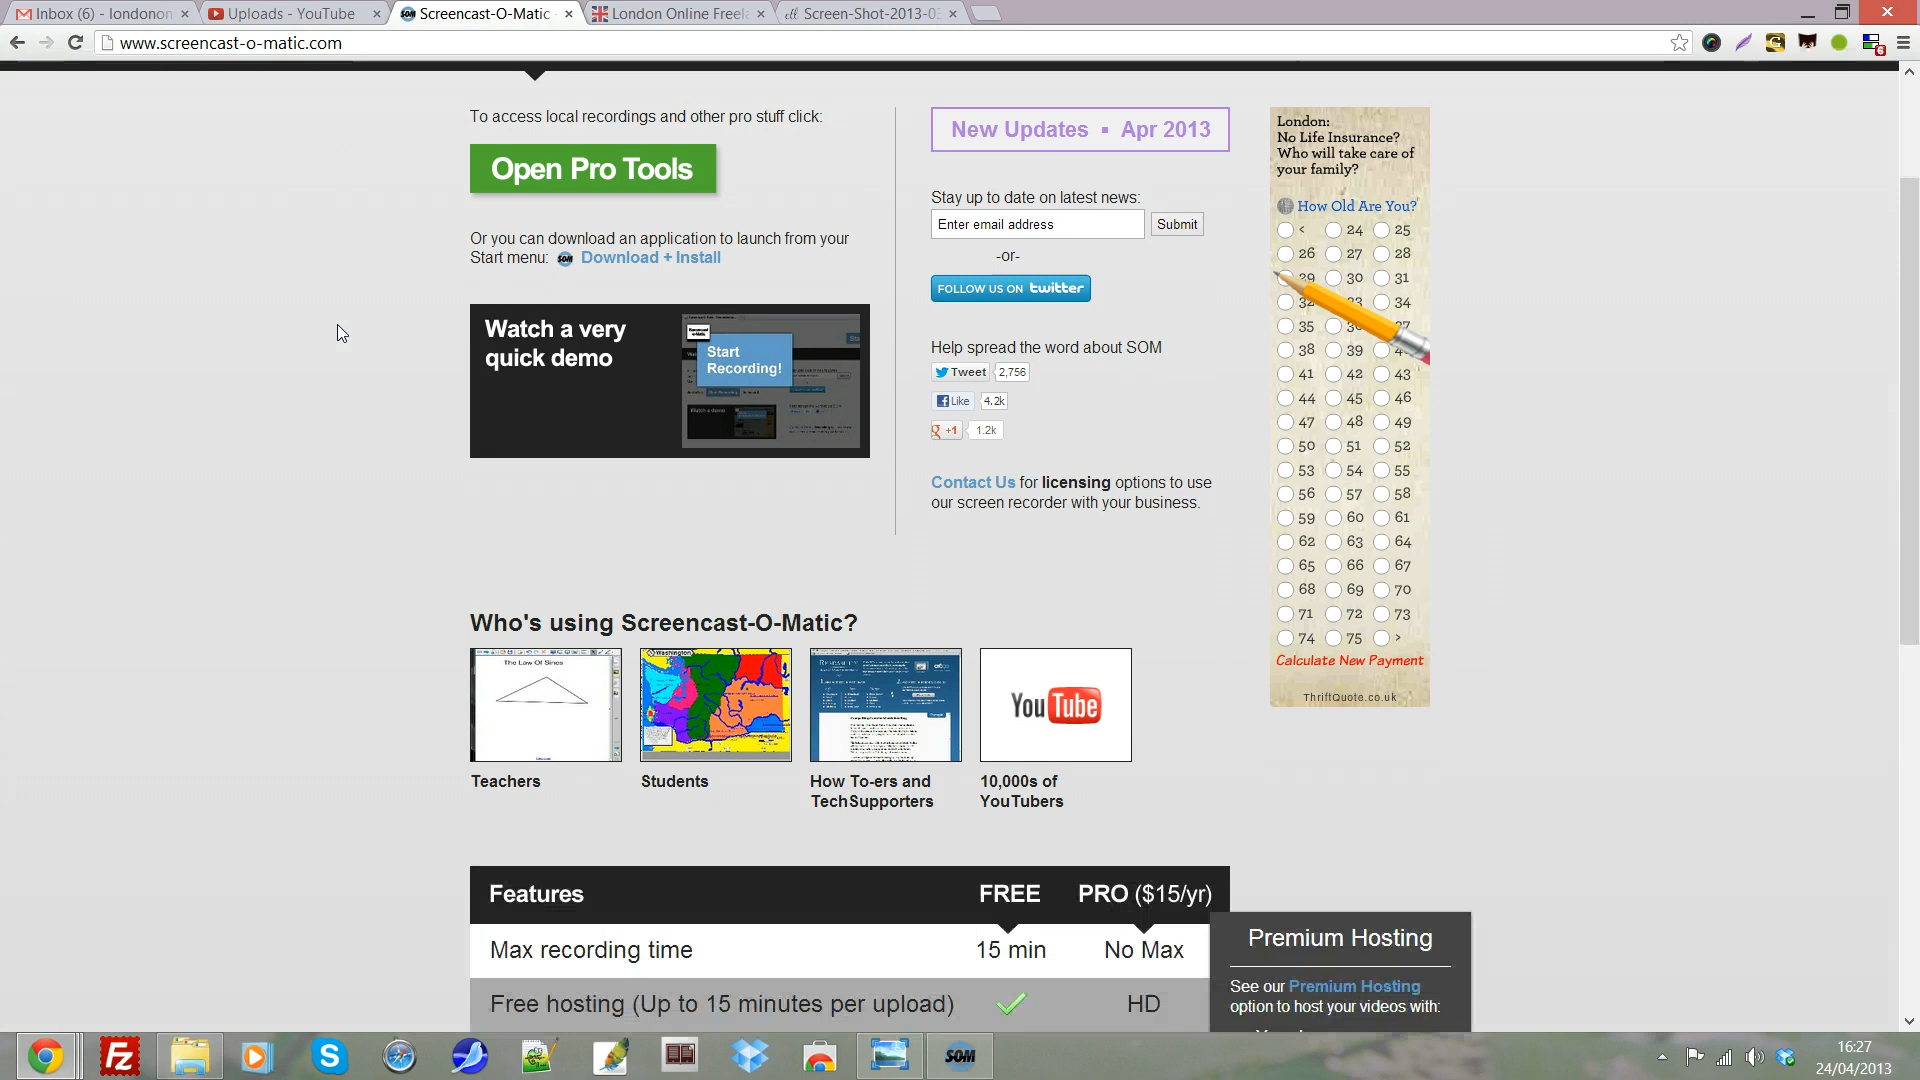 Inbox (6) - londonon
Uploads - YouTube
Screencast-O-Matic -
London Online Freela
Screen-Shot-2013-03
www.screencast-o-matic.com
6
To access local recordings and other pro stuff click:
Open Pro Tools
Or you can download an application to launch from your
Start menu: SOM Download + Install
Watch a very
quick demo
Start
Recording!
New Updates ▪ Apr 2013
Stay up to date on latest news:
Enter email address Submit
-or-
FOLLOW US ON twitter
Help spread the word about SOM
Tweet 2,756
Like 4.2k
+1 1.2k
Contact Us for licensing options to use
our screen recorder with your business.
London:
No Life Insurance?
Who will take care of
your family?
How Old Are You?
< 24 25
26 27 28
29 30 31
32 33 34
35 36 37
38 39
41 42 43
44 45 46
47 48 49
50 51 52
53 54 55
56 57 58
59 60 61
62 63 64
65 66 67
68 69 70
71 72 73
74 75 >
Calculate New Payment
ThriftQuote.co.uk
Who's using Screencast-O-Matic?
The Law Of Sines
Washington
YouTube
Teachers
Students
How To-ers and
TechSupporters
10,000s of
YouTubers
Features FREE PRO ($15/yr)
Max recording time 15 min No Max
Free hosting (Up to 15 minutes per upload) HD
Premium Hosting
See our Premium Hosting
option to host your videos with:
SOM
16:27
24/04/2013